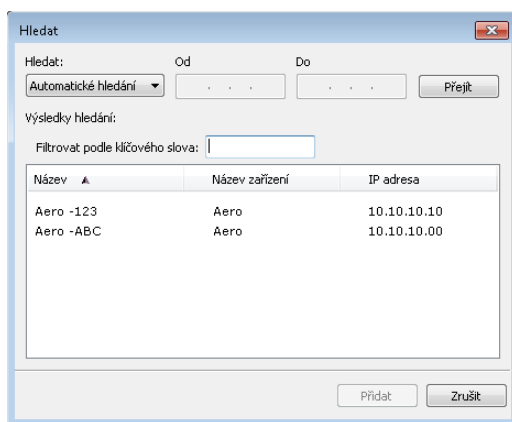 Hledat
Hledat: Od Do
Automatické hledání . . . . . . Přejít
Výsledky hledání:
Filtrovat podle klíčového slova:
Název Název zařízení IP adresa
Aero -123 Aero 10.10.10.10
Aero -ABC Aero 10.10.10.00
Přidat Zrušit